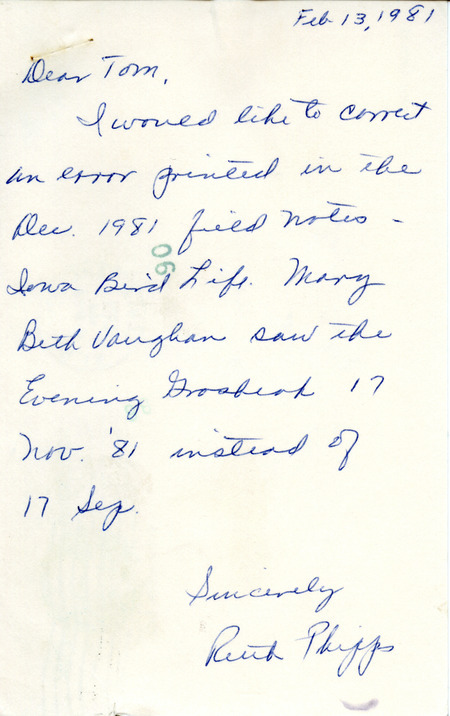 Feb 13, 1981
Dear Tom,
I would like to correct
an error printed in the
Dec. 1981 field notes -
Iowa Bird Life. Mary
Beth Vaughan saw the
Evening Grosbeak 17
Nov. '81 instead of
17 Sep.
Sincerely
Ruth Phipps
90